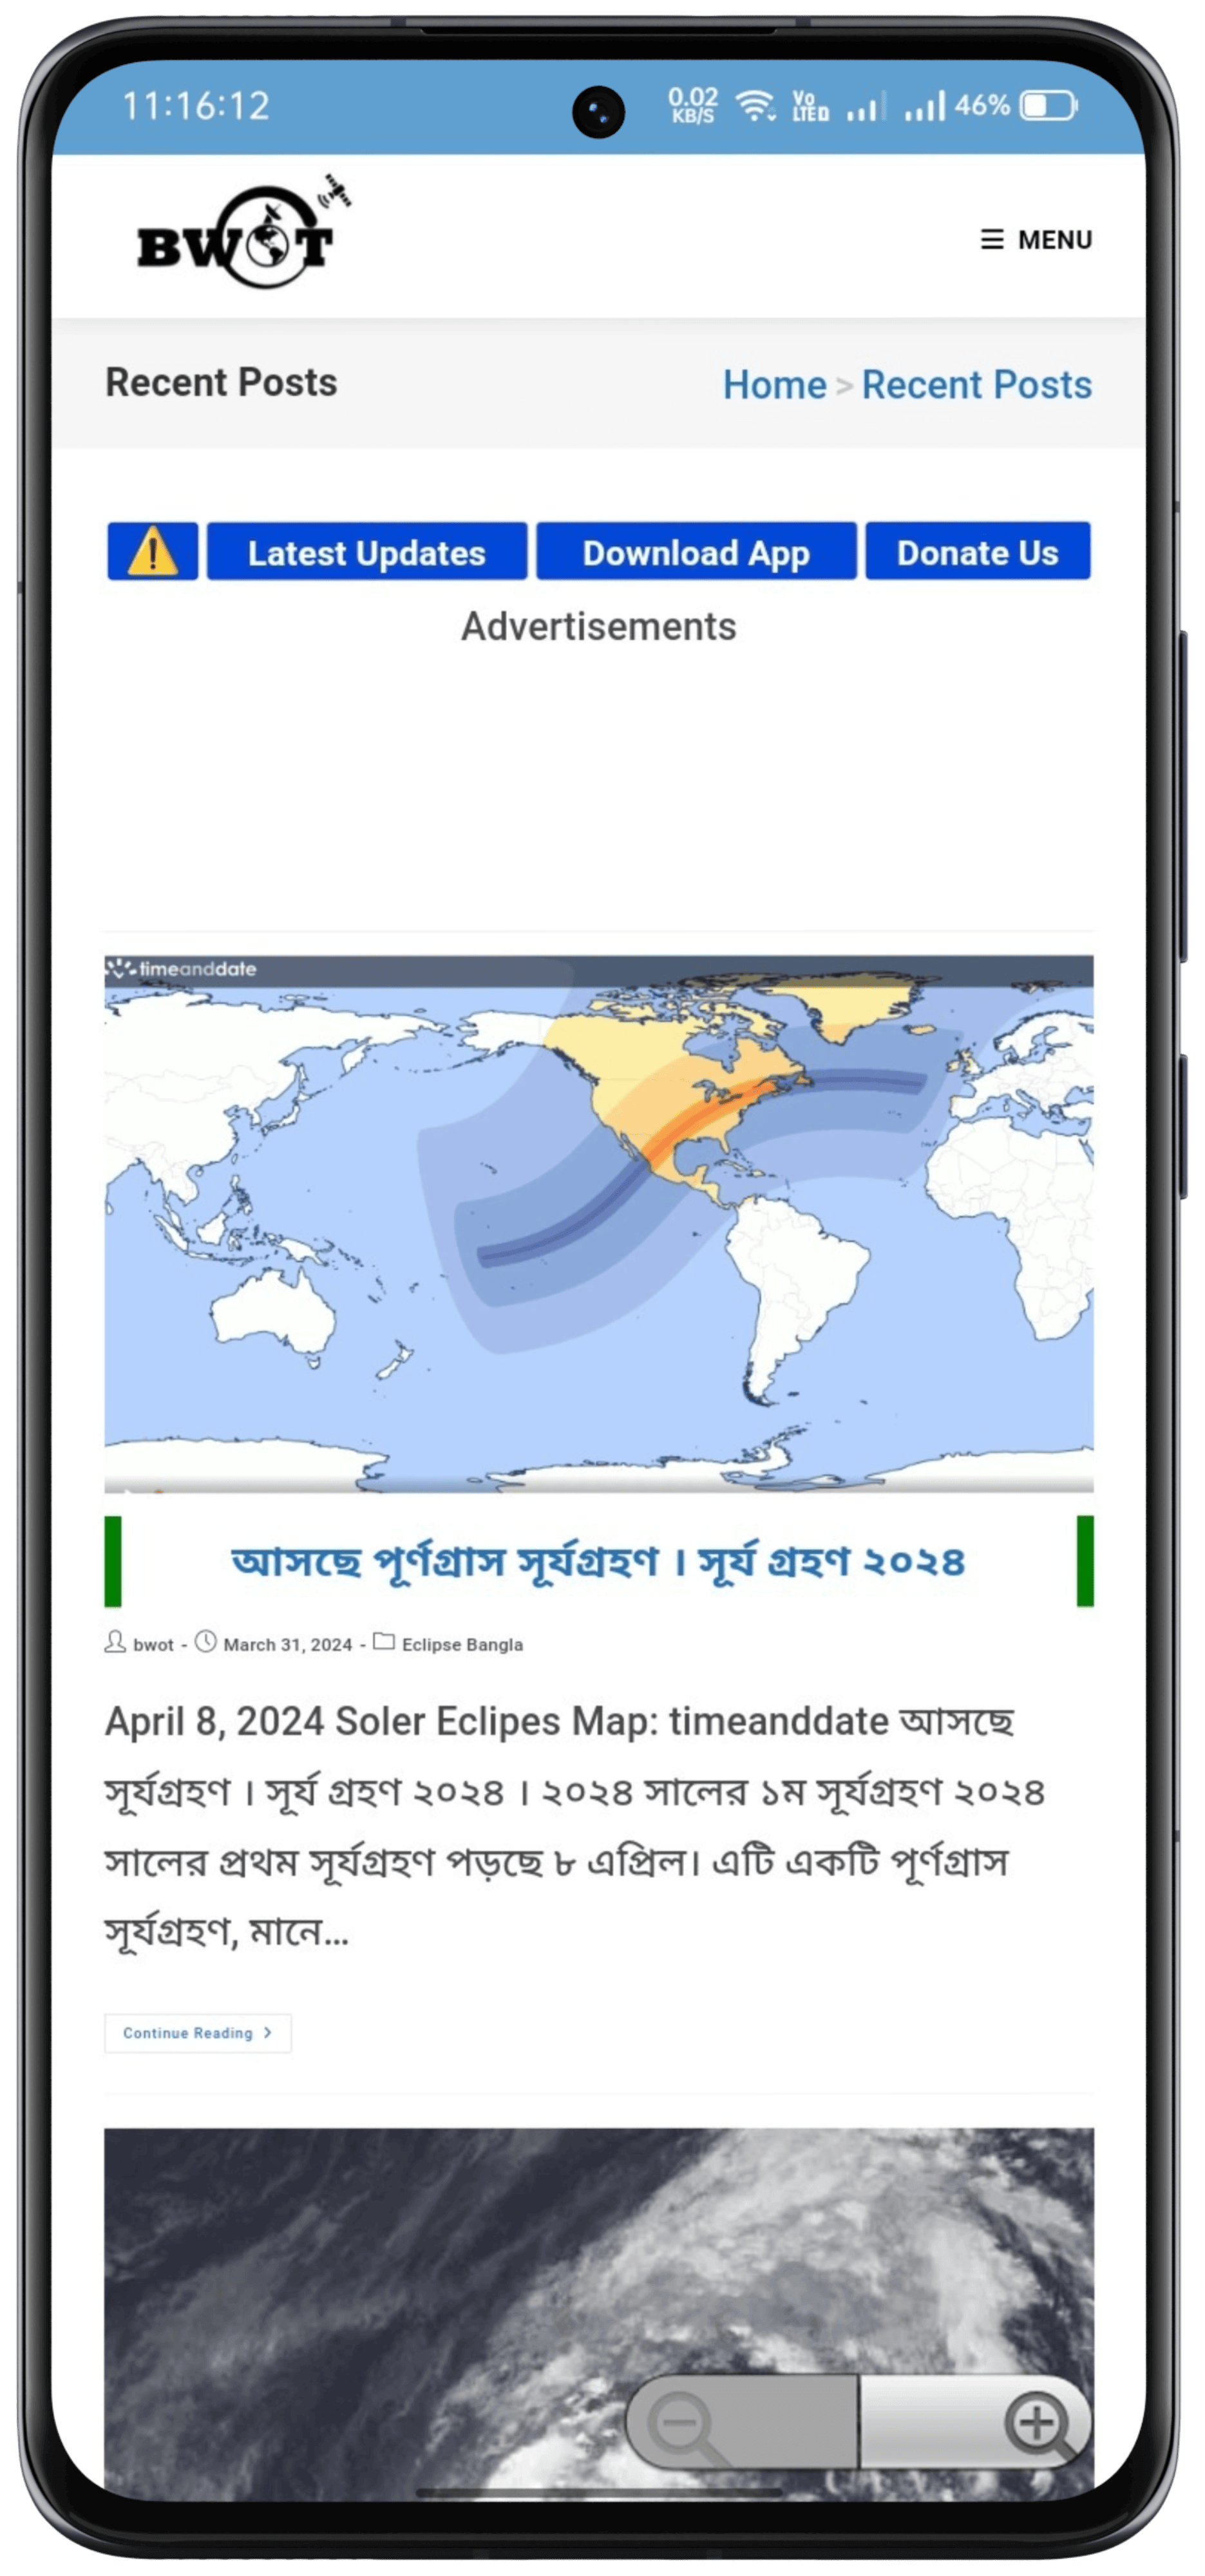 11:16:12
0.02 KB/S
Vo LTE
46%
BWOT
☰ MENU
Recent Posts
Home > Recent Posts
Latest Updates
Download App
Donate Us
Advertisements
timeanddate
আসছে পূর্ণগ্রাস সূর্যগ্রহণ । সূর্য গ্রহণ ২০২৪
bwot - March 31, 2024 - Eclipse Bangla
April 8, 2024 Soler Eclipes Map: timeanddate আসছে
সূর্যগ্রহণ । সূর্য গ্রহণ ২০২৪ । ২০২৪ সালের ১ম সূর্যগ্রহণ ২০২৪
সালের প্রথম সূর্যগ্রহণ পড়ছে ৮ এপ্রিল। এটি একটি পূর্ণগ্রাস
সূর্যগ্রহণ, মানে...
Continue Reading >